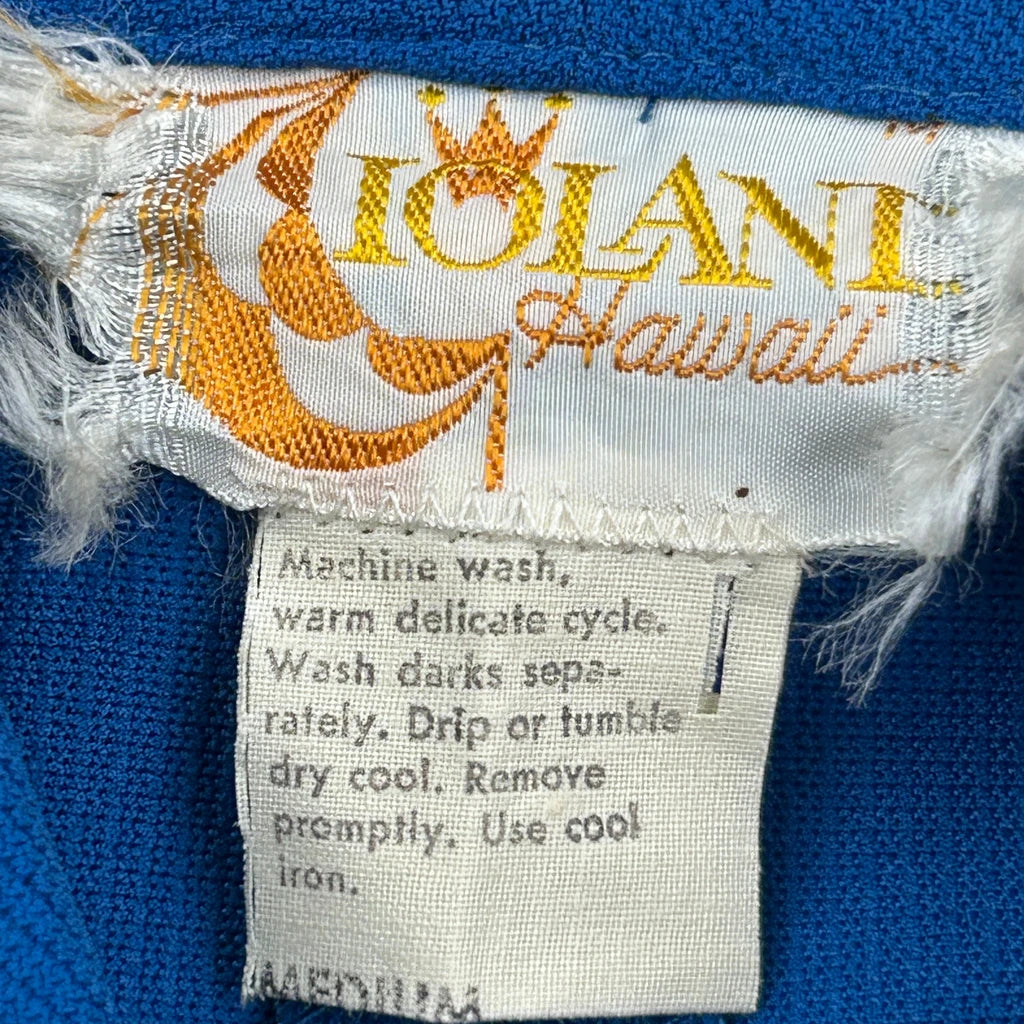 IOLANI
Hawaii
Machine wash,
warm delicate cycle.
Wash darks sepa-
rately. Drip or tumble
dry cool. Remove
promptly. Use cool
iron.
MEDIUM